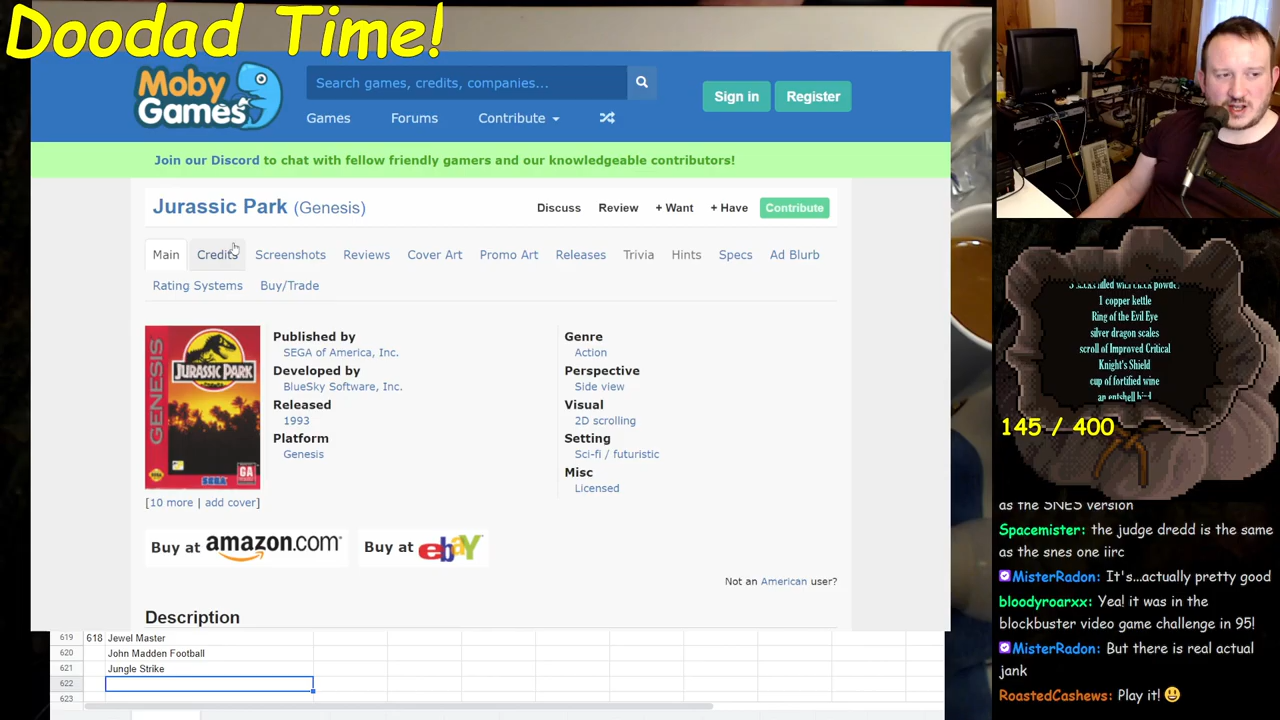 Doodad Time!
Moby Games
Search games, credits, companies...
Sign in
Register
Games
Forums
Contribute
Join our Discord to chat with fellow friendly gamers and our knowledgeable contributors!
Jurassic Park (Genesis)
Discuss
Review
+ Want
+ Have
Contribute
Main
Credits
Screenshots
Reviews
Cover Art
Promo Art
Releases
Trivia
Hints
Specs
Ad Blurb
Rating Systems
Buy/Trade
GENESIS
JURASSIC PARK
SEGA
GA
Published by
SEGA of America, Inc.
Developed by
BlueSky Software, Inc.
Released
1993
Platform
Genesis
Genre
Action
Perspective
Side view
Visual
2D scrolling
Setting
Sci-fi / futuristic
Misc
Licensed
[10 more | add cover]
Buy at amazon.com
Buy at ebay
Not an American user?
Description
619 618 Jewel Master
620 John Madden Football
621 Jungle Strike
622
623
1 copper kettle
Ring of the Evil Eye
silver dragon scales
scroll of Improved Critical
Knight's Shield
cup of fortified wine
145 / 400
as the SNES version
Spacemister: the judge dredd is the same
as the snes one iirc
MisterRadon: It's...actually pretty good
bloodyroarxx: Yea! it was in the
blockbuster video game challenge in 95!
MisterRadon: But there is real actual
jank
RoastedCashews: Play it!